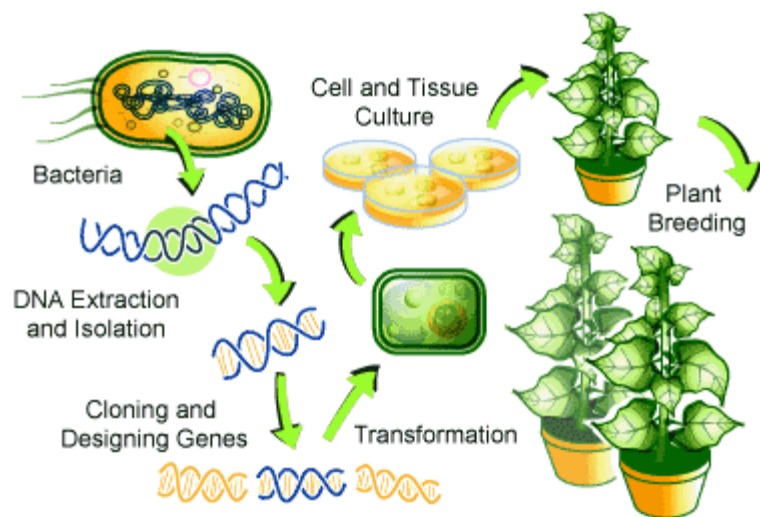 Bacteria
DNA Extraction
and Isolation
Cloning and
Designing Genes
Transformation
Cell and Tissue
Culture
Plant
Breeding